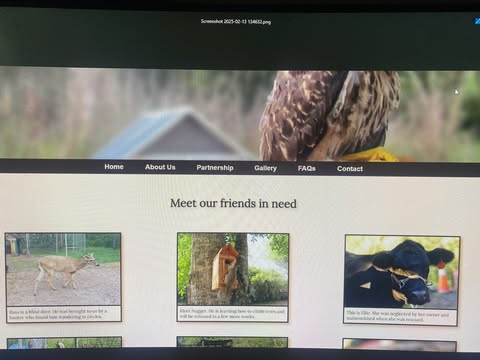 Screenshot 2025-02-13 134632.png
Home About Us Partnership Gallery FAQs Contact
Meet our friends in need
Russ is a blind deer. He was brought to us by a
hunter who found him wandering in circles.
Meet Nugget. He is learning how to climb trees and
will be released in a few more weeks.
This is Ellie. She was neglected by her owner and
malnourished when she was rescued.